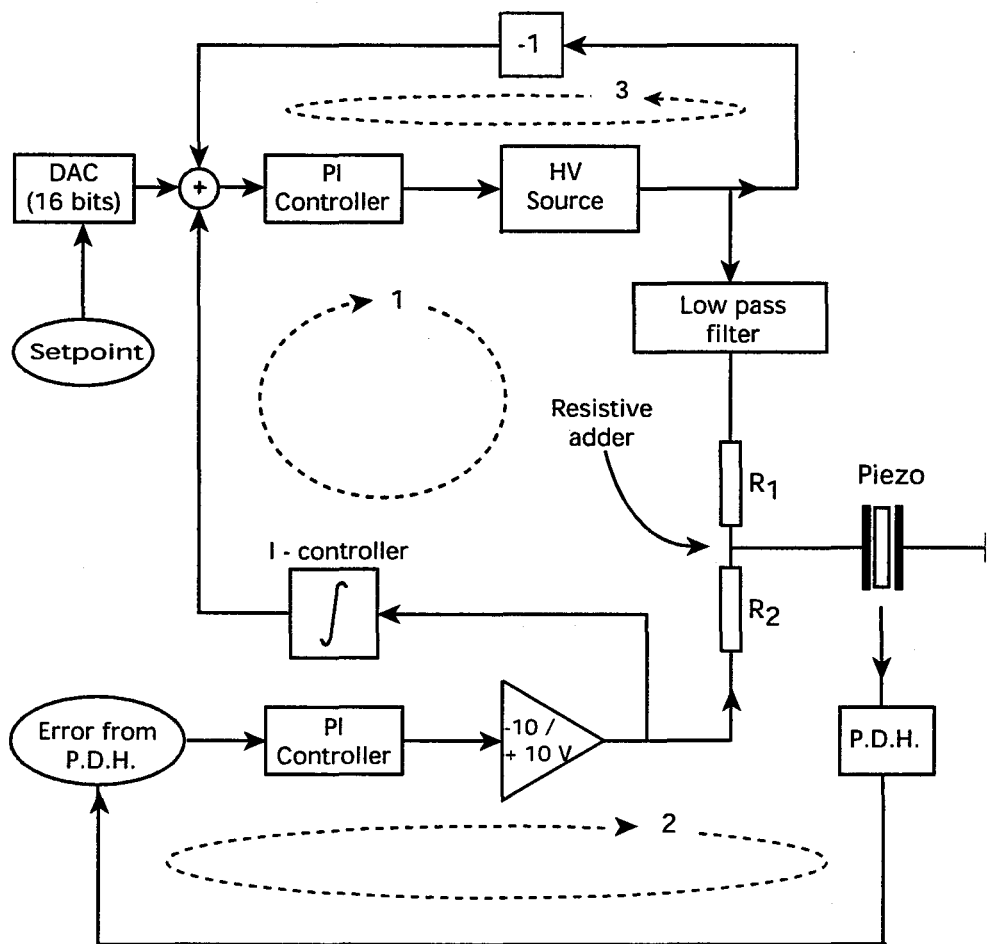 -1
3
DAC
(16 bits)
+
PI
Controller
HV
Source
1
Low pass
filter
Setpoint
Resistive
adder
R1
Piezo
I - controller
∫
R2
Error from
P.D.H.
PI
Controller
-10 /
+ 10 V
P.D.H.
2